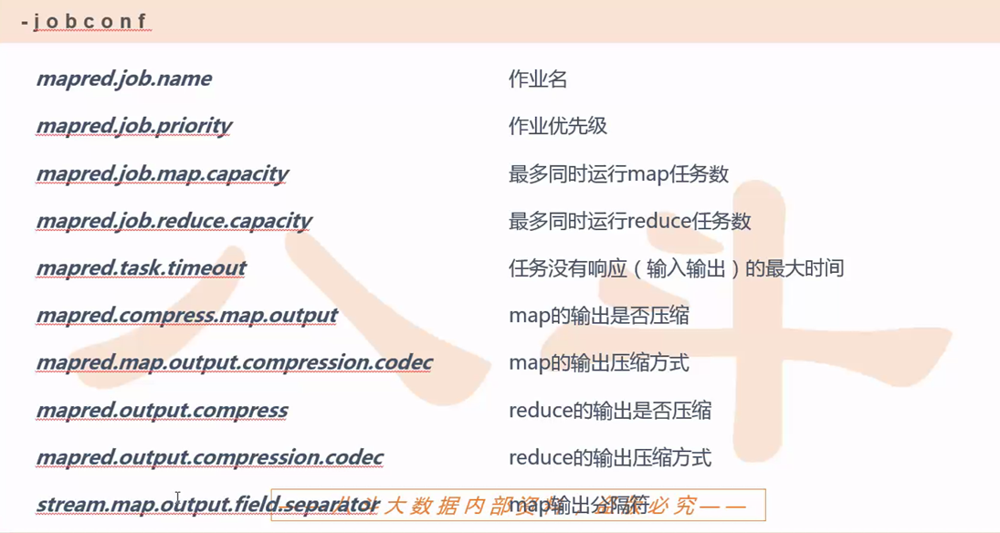 -jobconf
mapred.job.name 作业名
mapred.job.priority 作业优先级
mapred.job.map.capacity 最多同时运行map任务数
mapred.job.reduce.capacity 最多同时运行reduce任务数
mapred.task.timeout 任务没有响应（输入输出）的最大时间
mapred.compress.map.output map的输出是否压缩
mapred.map.output.compression.codec map的输出压缩方式
mapred.output.compress reduce的输出是否压缩
mapred.output.compression.codec reduce的输出压缩方式
stream.map.output.field.separator map输出分隔符
八斗大数据内部资 必究——
八斗